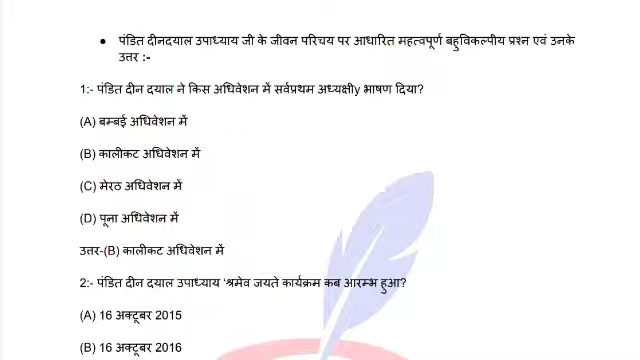 ● पंडित दीनदयाल उपाध्याय जी के जीवन परिचय पर आधारित महत्वपूर्ण बहुविकल्पीय प्रश्न एवं उनके
उत्तर :-
1:- पंडित दीन दयाल ने किस अधिवेशन में सर्वप्रथम अध्यक्षीy भाषण दिया?
(A) बम्बई अधिवेशन में
(B) कालीकट अधिवेशन में
(C) मेरठ अधिवेशन में
(D) पूना अधिवेशन में
उत्तर-(B) कालीकट अधिवेशन में
2:- पंडित दीन दयाल उपाध्याय 'श्रमेव जयते कार्यक्रम कब आरम्भ हुआ?
(A) 16 अक्टूबर 2015
(B) 16 अक्टूबर 2016